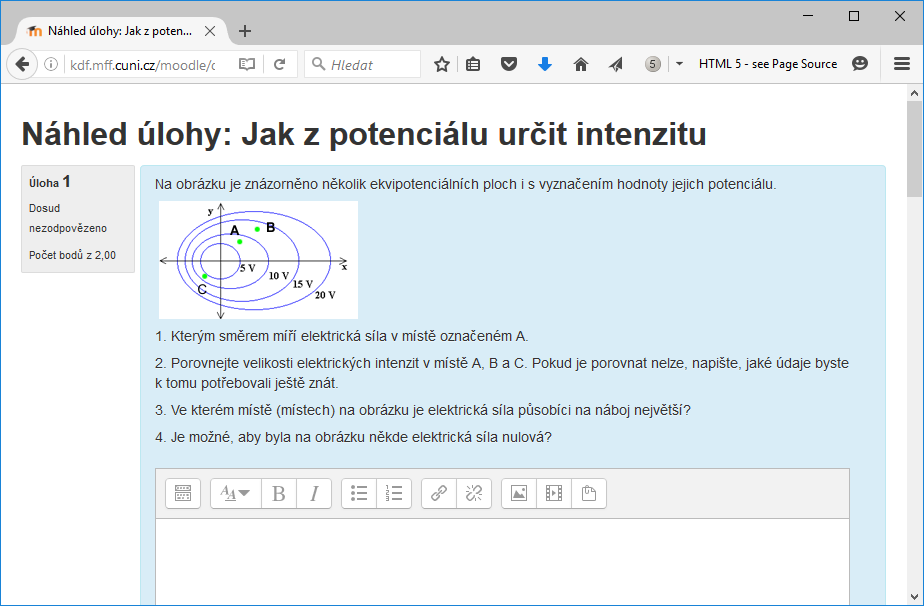 Náhled úlohy: Jak z poten...
kdf.mff.cuni.cz/moodle/c
Hledat
5
HTML 5 - see Page Source
Náhled úlohy: Jak z potenciálu určit intenzitu
Úloha 1
Dosud
nezodpovězeno
Počet bodů z 2,00
Na obrázku je znázorněno několik ekvipotenciálních ploch i s vyznačením hodnoty jejich potenciálu.
y
A
B
x
5 V
10 V
15 V
20 V
C
1. Kterým směrem míří elektrická síla v místě označeném A.
2. Porovnejte velikosti elektrických intenzit v místě A, B a C. Pokud je porovnat nelze, napište, jaké údaje byste
k tomu potřebovali ještě znát.
3. Ve kterém místě (místech) na obrázku je elektrická síla působíci na náboj největší?
4. Je možné, aby byla na obrázku někde elektrická síla nulová?